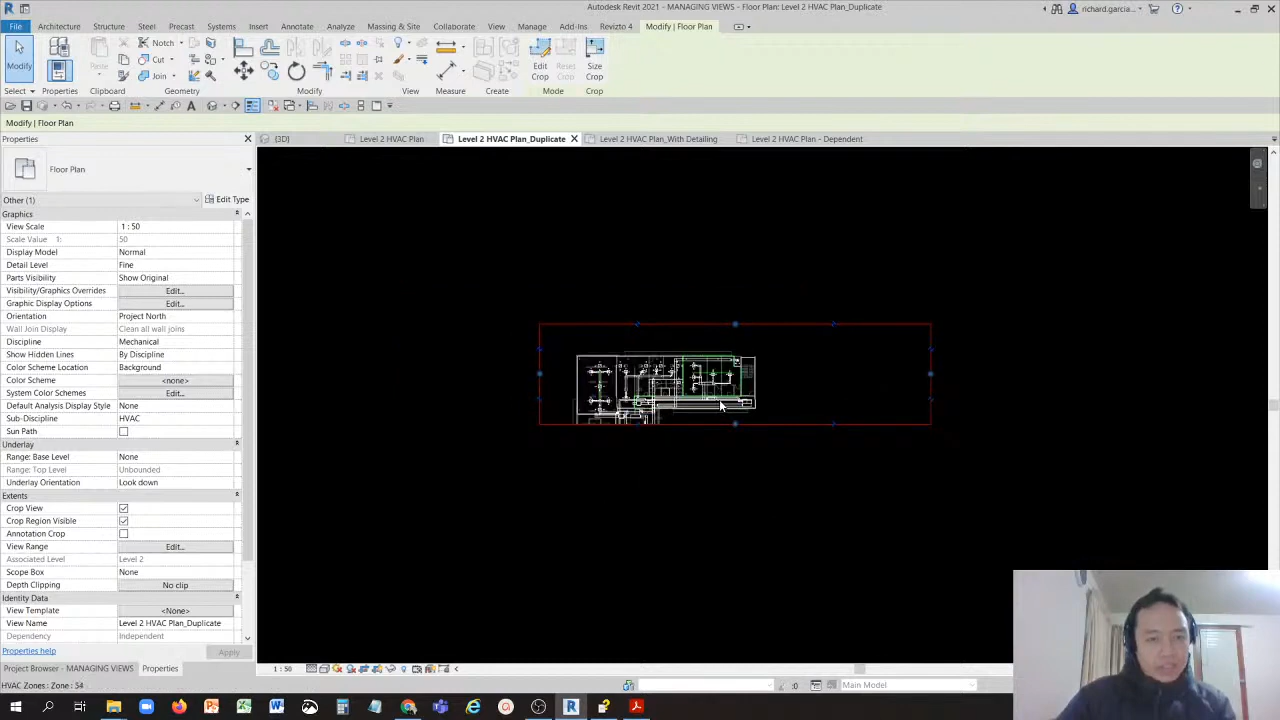 Autodesk Revit 2021 - MANAGING VIEWS - Floor Plan: Level 2 HVAC Plan_Duplicate
richard.garcia...
File Architecture Structure Steel Precast Systems Insert Annotate Analyze Massing & Site Collaborate View Manage Add-Ins Revizto 4 Modify | Floor Plan
Modify Paste Notch Cut Join Edit Crop Reset Crop Size Crop
Select Properties Clipboard Geometry Modify View Measure Create Mode Crop
Modify | Floor Plan
Properties
{3D} Level 2 HVAC Plan Level 2 HVAC Plan_Duplicate Level 2 HVAC Plan_With Detailing Level 2 HVAC Plan - Dependent
Floor Plan
Other (1) Edit Type
Graphics
View Scale 1 : 50
Scale Value 1: 50
Display Model Normal
Detail Level Fine
Parts Visibility Show Original
Visibility/Graphics Overrides Edit...
Graphic Display Options Edit...
Orientation Project North
Wall Join Display Clean all wall joins
Discipline Mechanical
Show Hidden Lines By Discipline
Color Scheme Location Background
Color Scheme <none>
System Color Schemes Edit...
Default Analysis Display Style None
Sub-Discipline HVAC
Sun Path
Underlay
Range: Base Level None
Range: Top Level Unbounded
Underlay Orientation Look down
Extents
Crop View
Crop Region Visible
Annotation Crop
View Range Edit...
Associated Level Level 2
Scope Box None
Depth Clipping No clip
Identity Data
View Template <None>
View Name Level 2 HVAC Plan_Duplicate
Dependency Independent
Properties help Apply
Project Browser - MANAGING VIEWS Properties
1 : 50
HVAC Zones : Zone : 54
:0 Main Model